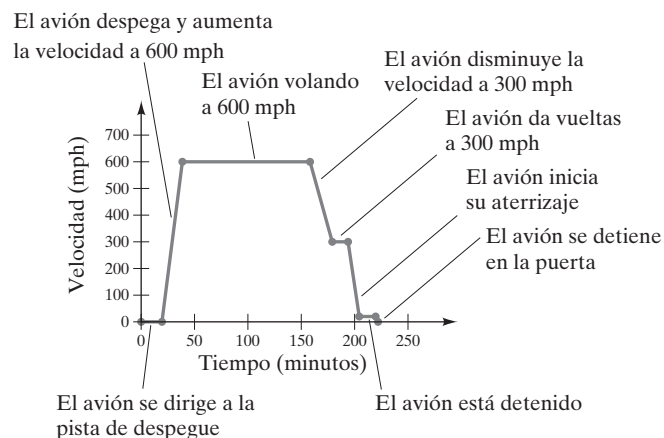 El avión despega y aumenta
la velocidad a 600 mph
El avión volando
a 600 mph
El avión disminuye la
velocidad a 300 mph
El avión da vueltas
a 300 mph
El avión inicia
su aterrizaje
El avión se detiene
en la puerta
Velocidad (mph)
700
600
500
400
300
200
100
0
0 50 100 150 200 250
Tiempo (minutos)
El avión se dirige a la
pista de despegue
El avión está detenido